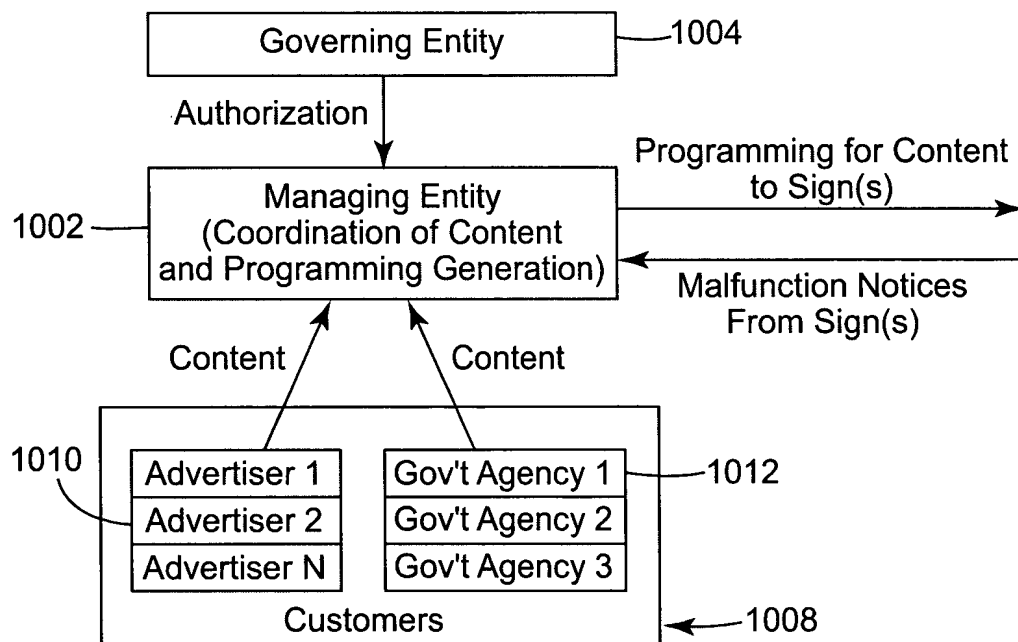 Governing Entity
1004
Authorization
Programming for Content
to Sign(s)
Managing Entity
(Coordination of Content
and Programming Generation)
1002
Malfunction Notices
From Sign(s)
Content
Content
1010
Advertiser 1
Advertiser 2
Advertiser N
Gov't Agency 1
Gov't Agency 2
Gov't Agency 3
1012
Customers
1008